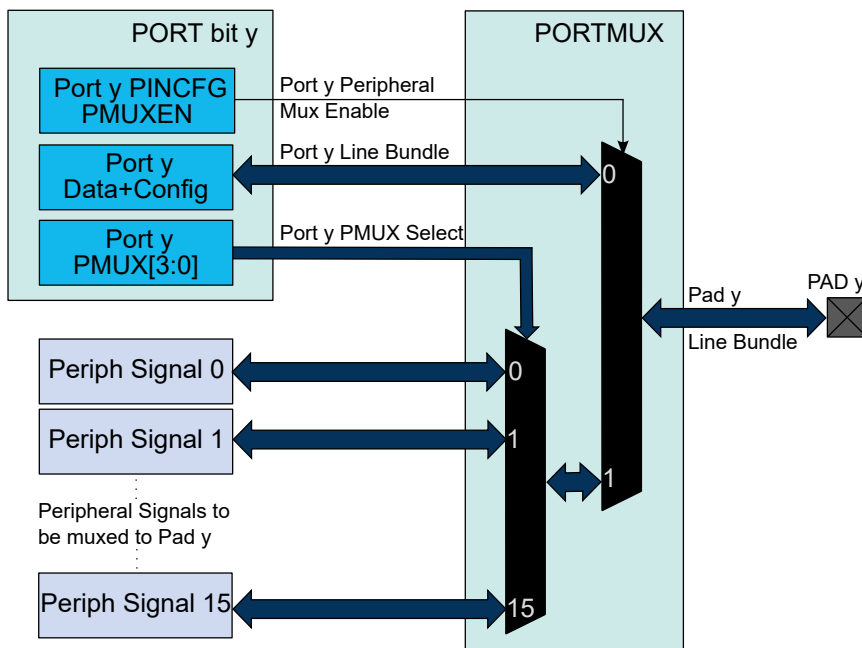 PORT bit y
PORTMUX
Port y PINCFG
PMUXEN
Port y Peripheral
Mux Enable
Port y
Data+Config
Port y Line Bundle
0
Port y
PMUX[3:0]
Port y PMUX Select
Pad y
Line Bundle
PAD y
Periph Signal 0
0
Periph Signal 1
1
1
Peripheral Signals to
be muxed to Pad y
Periph Signal 15
15